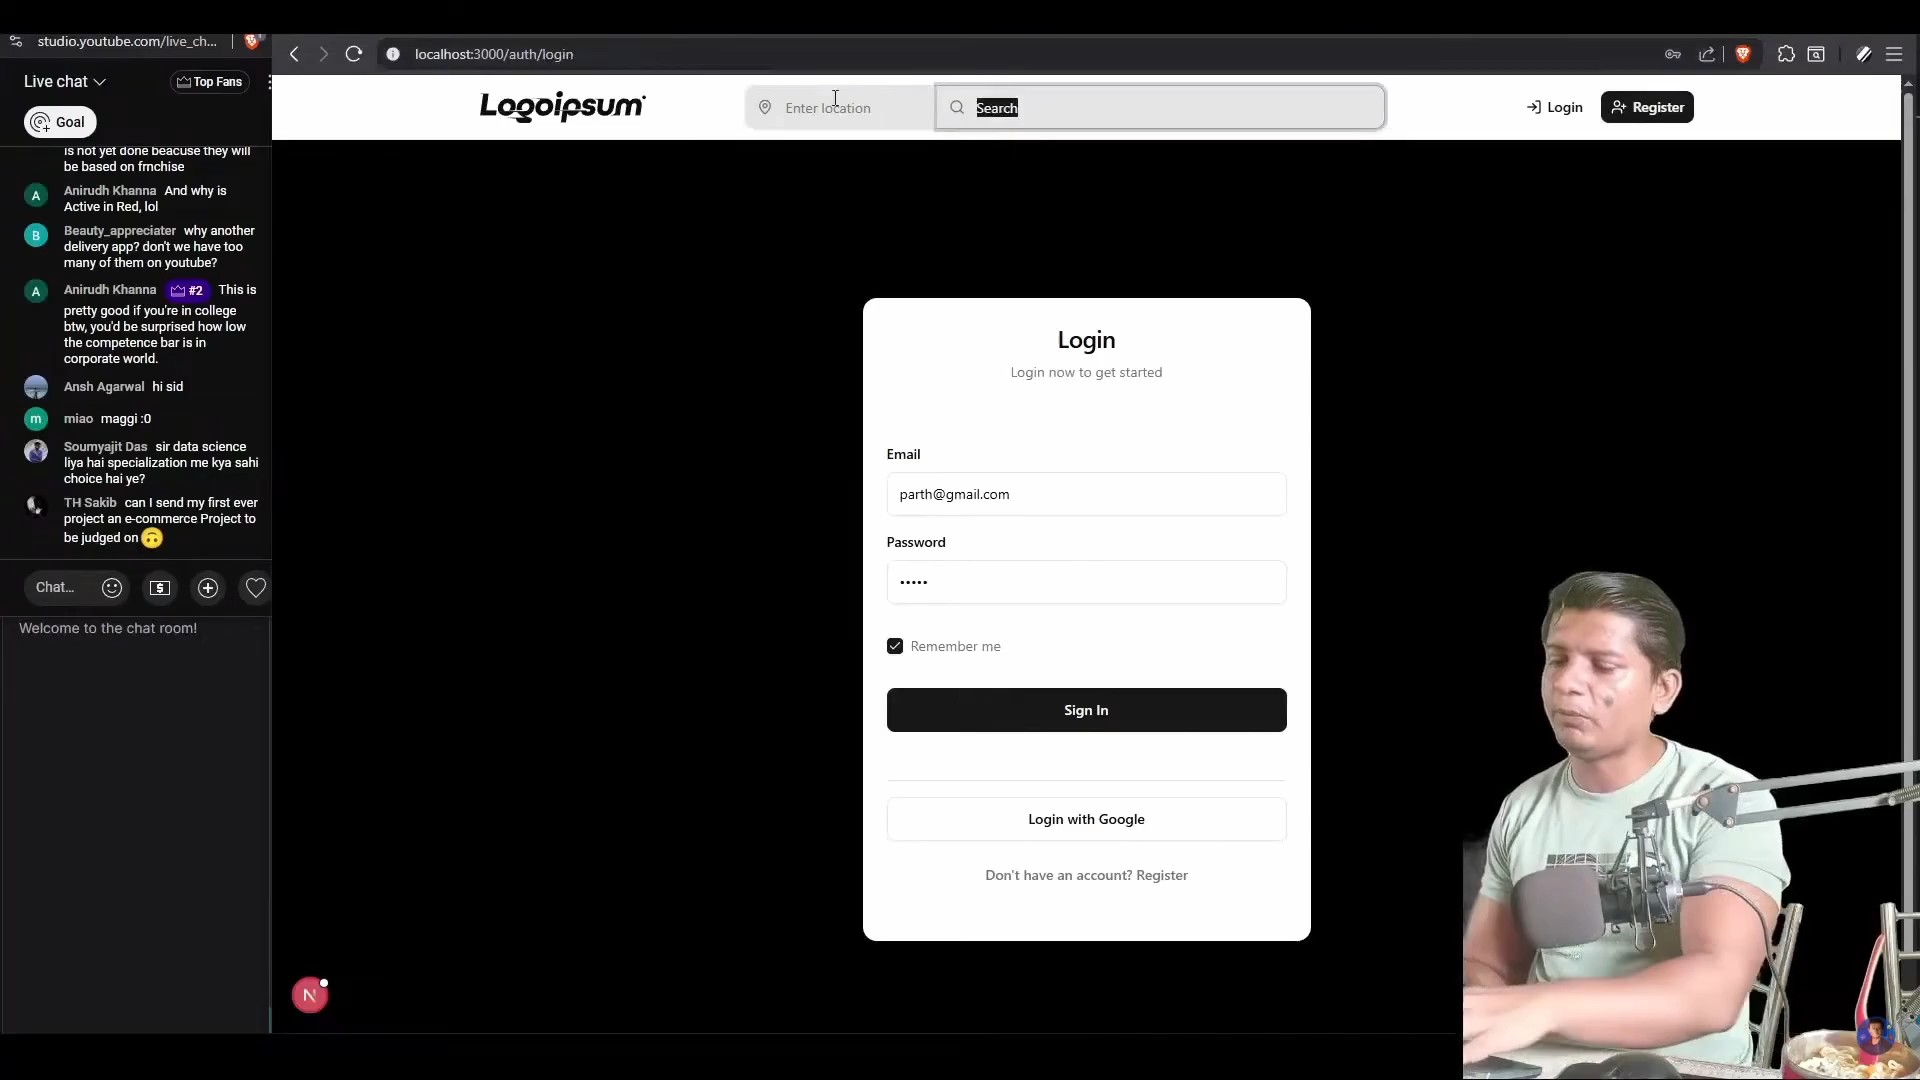 studio.youtube.com/live_ch...
localhost:3000/auth/login
Live chat
Top Fans
Goal
is not yet done beacuse they will
be based on frnchise
Anirudh Khanna And why is
Active in Red, lol
Beauty_appreciater why another
delivery app? don't we have too
many of them on youtube?
Anirudh Khanna #2 This is
pretty good if you're in college
btw, you'd be surprised how low
the competence bar is in
corporate world.
Ansh Agarwal hi sid
miao maggi :0
Soumyajit Das sir data science
liya hai specialization me kya sahi
choice hai ye?
TH Sakib can I send my first ever
project an e-commerce Project to
be judged on
Chat...
Welcome to the chat room!
Logoipsum
Enter location
Search
Login
Register
Login
Login now to get started
Email
parth@gmail.com
Password
•••••
Remember me
Sign In
Login with Google
Don't have an account? Register
A
B
A
m
N